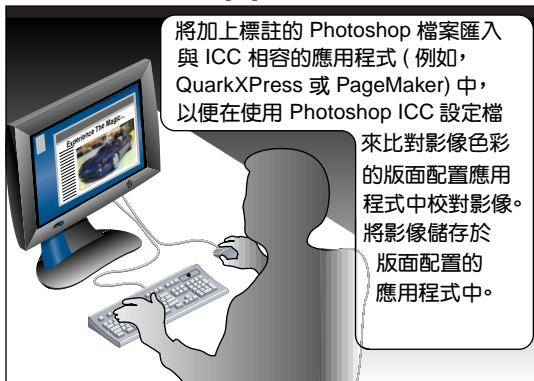 將加上標註的 Photoshop 檔案匯入
與 ICC 相容的應用程式 ( 例如，
QuarkXPress 或 PageMaker) 中，
以便在使用 Photoshop ICC 設定檔
來比對影像色彩
的版面配置應用
程式中校對影像。
將影像儲存於
版面配置的
應用程式中。
Experience The Magic...